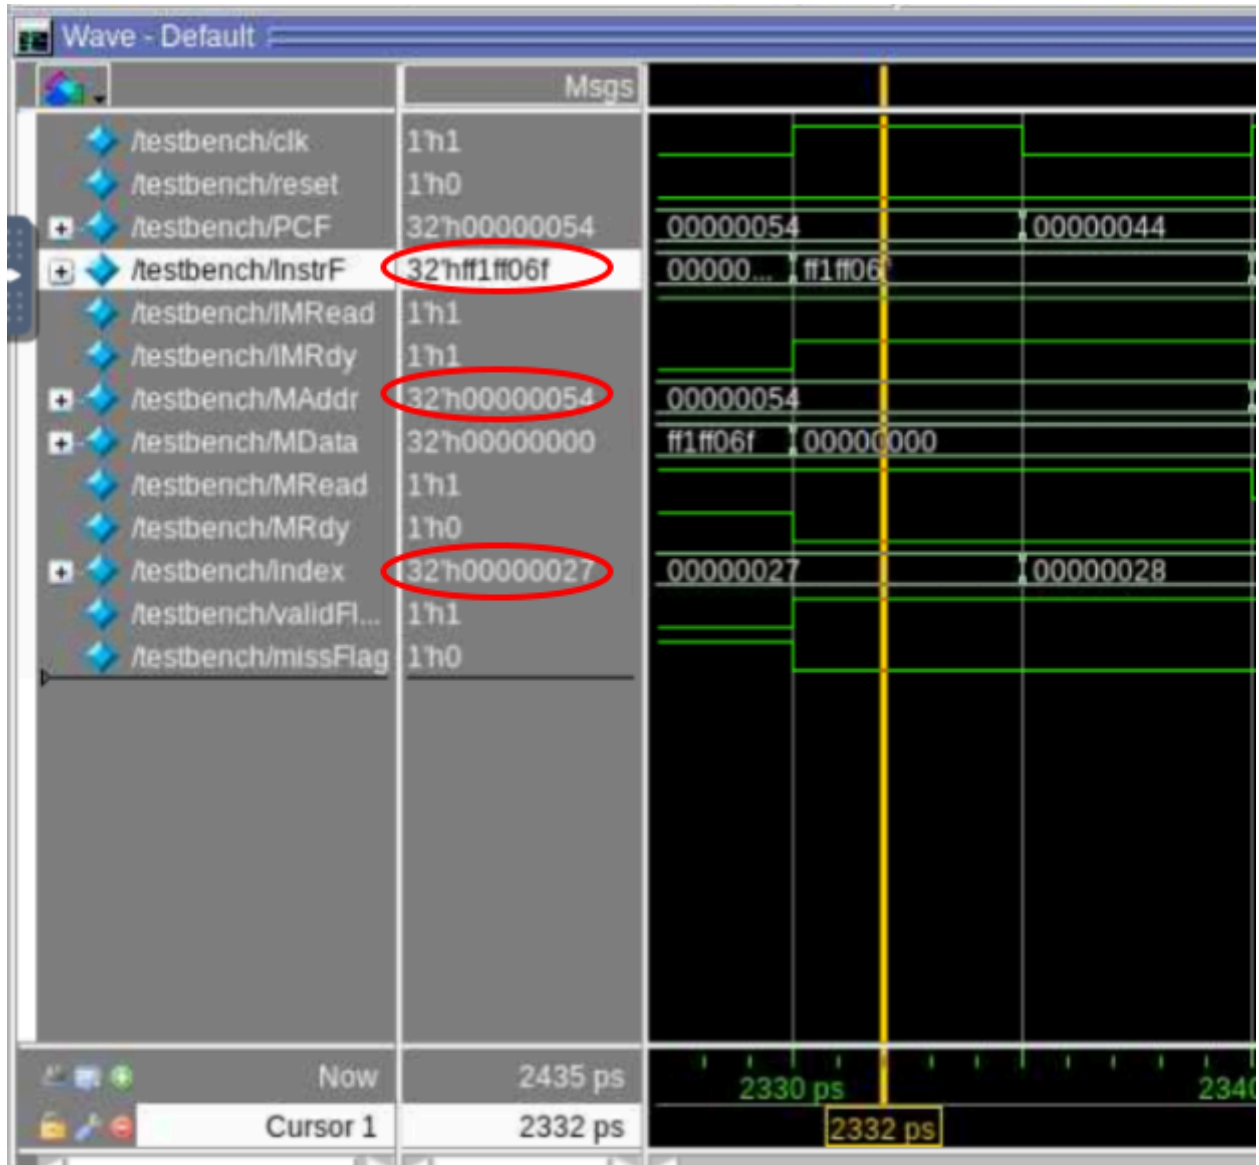 Wave - Default
Msgs
/testbench/clk 1'h1
/testbench/reset 1'h0
/testbench/PCF 32'h00000054 00000054 00000044
/testbench/InstrF 32'hff1ff06f 00000... ff1ff06f
/testbench/IMRead 1'h1
/testbench/IMRdy 1'h1
/testbench/MAddr 32'h00000054 00000054
/testbench/MData 32'h00000000 ff1ff06f 00000000
/testbench/MRead 1'h1
/testbench/MRdy 1'h0
/testbench/Index 32'h00000027 00000027 00000028
/testbench/validFl... 1'h1
/testbench/missFlag 1'h0
Now 2435 ps 2330 ps 2340
Cursor 1 2332 ps 2332 ps